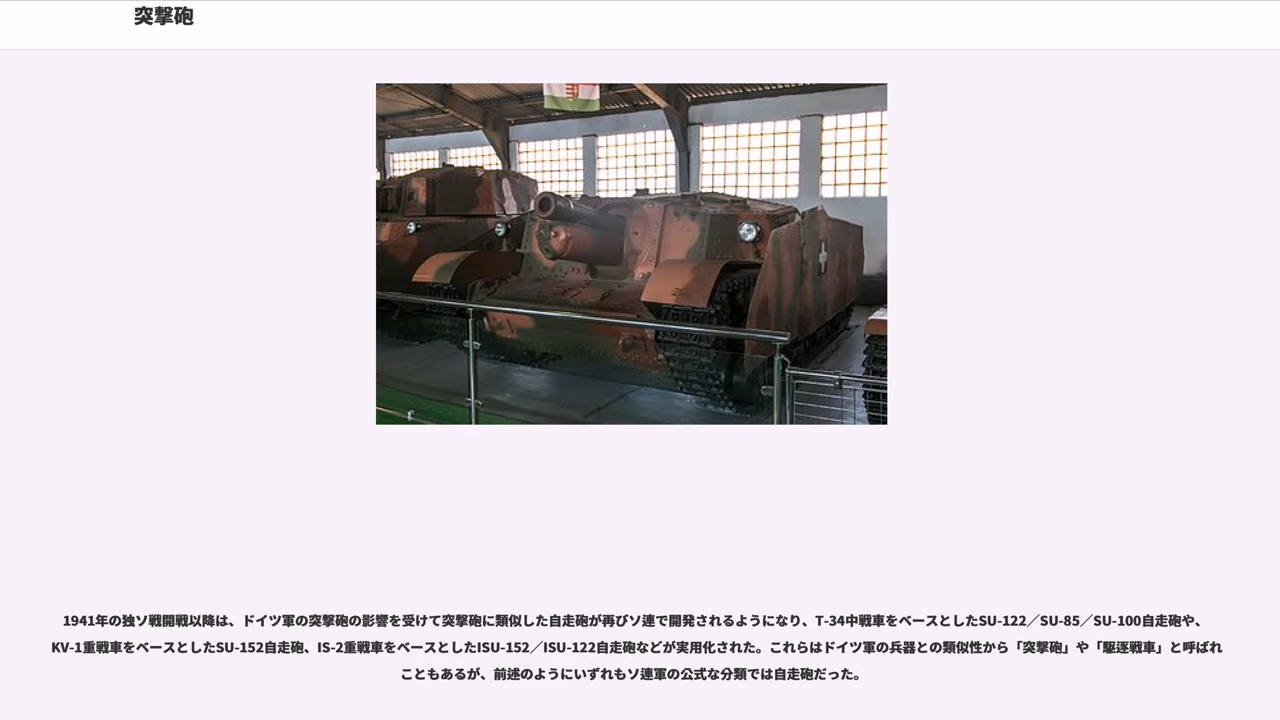 突撃砲
1941年の独ソ戦開戦以降は、ドイツ軍の突撃砲の影響を受けて突撃砲に類似した自走砲が再びソ連で開発されるようになり、T-34中戦車をベースとしたSU-122／SU-85／SU-100自走砲や、
KV-1重戦車をベースとしたSU-152自走砲、IS-2重戦車をベースとしたISU-152／ISU-122自走砲などが実用化された。これらはドイツ軍の兵器との類似性から「突撃砲」や「駆逐戦車」と呼ばれ
こともあるが、前述のようにいずれもソ連軍の公式な分類では自走砲だった。